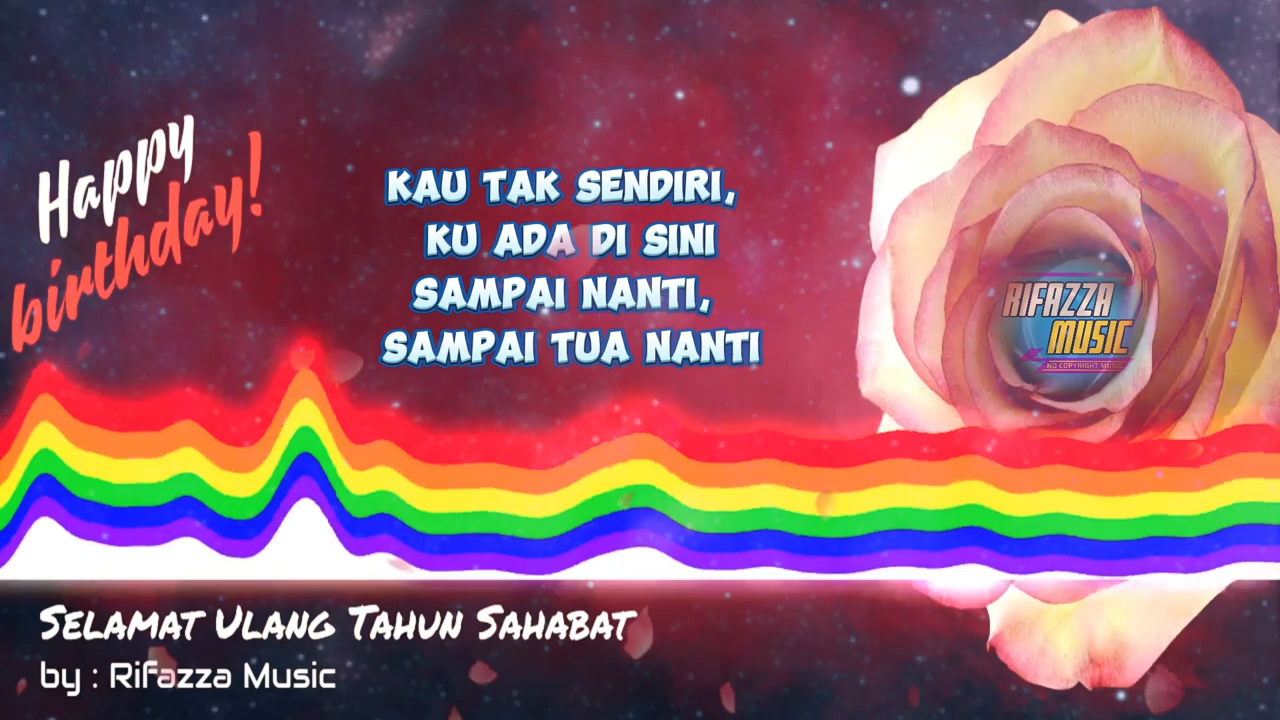 Happy
birthday!
KAU TAK SENDIRI,
KU ADA DI SINI
SAMPAI NANTI,
SAMPAI TUA NANTI
RIFAZZA
MUSIC
NO COPYRIGHT MUSIC
Selamat Ulang Tahun Sahabat
by : Rifazza Music